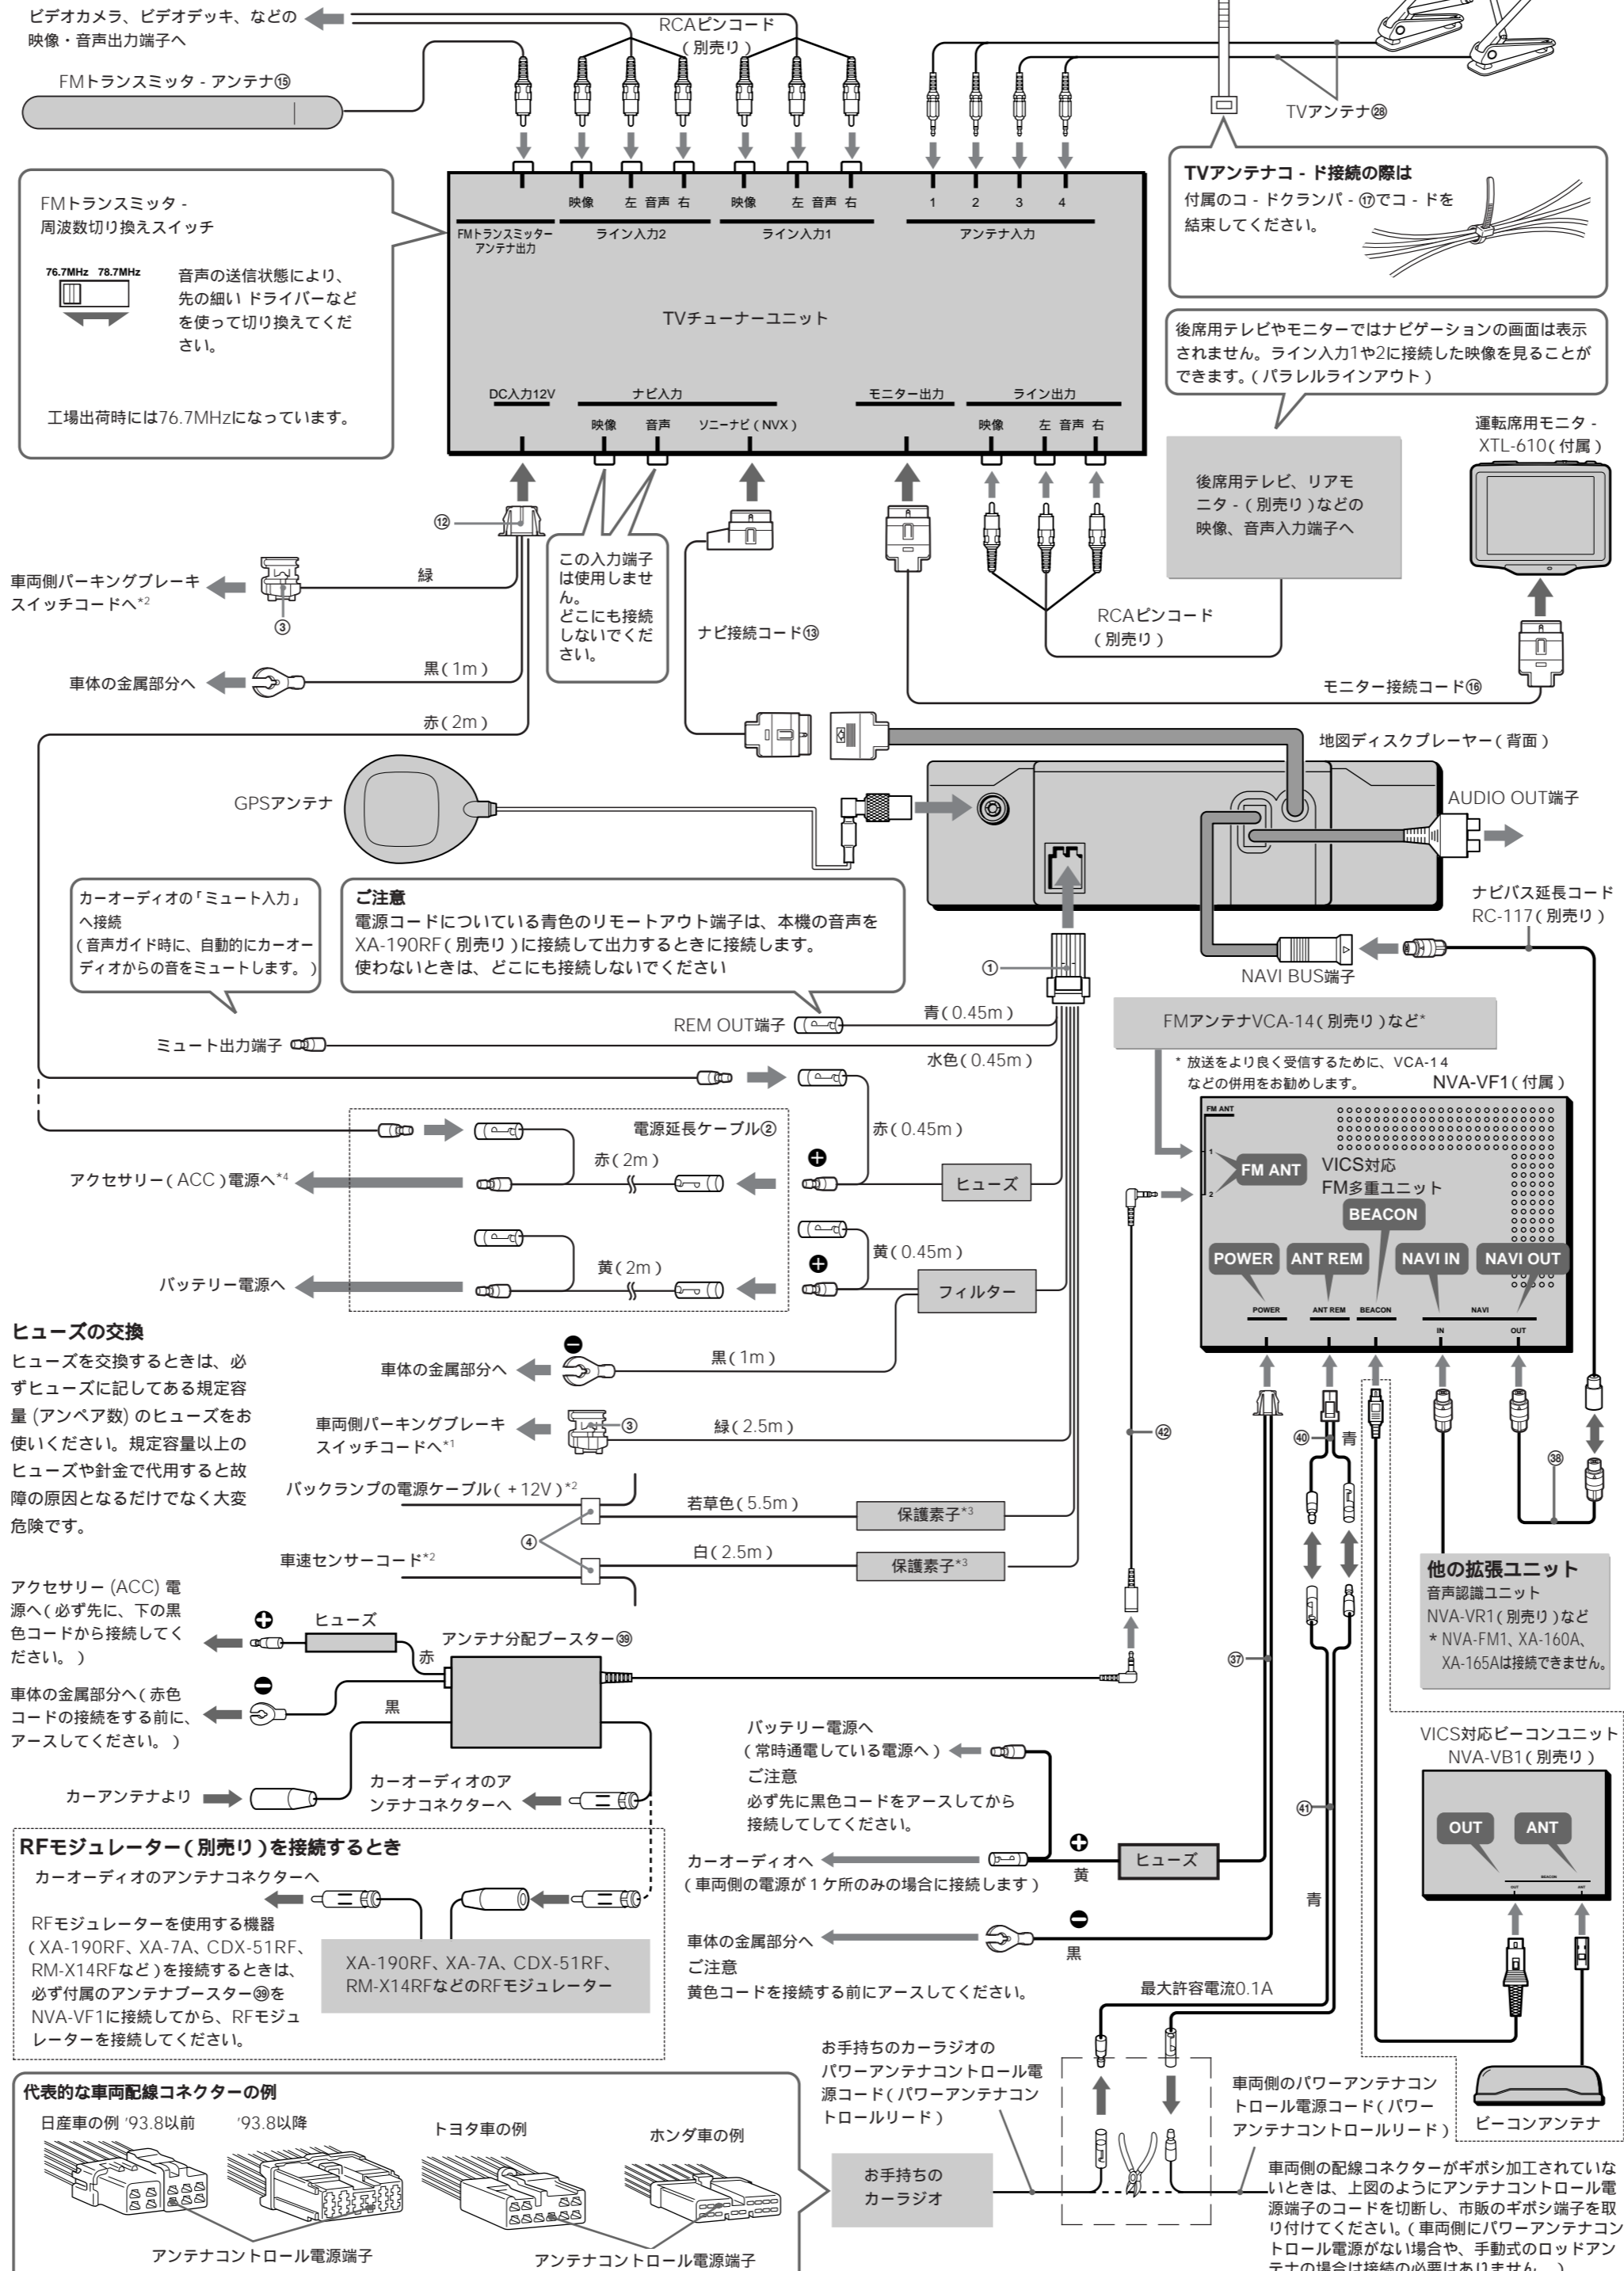 ビデオカメラ、ビデオデッキ、などの
映像・音声出力端子へ
RCAピンコード
(別売り)
FMトランスミッタ - アンテナ⑮
TVアンテナ㉘
TVアンテナコ - ド接続の際は
付属のコ - ドクランパ - ⑰でコ - ドを
結束してください。
FMトランスミッタ -
周波数切り換えスイッチ
76.7MHz 78.7MHz
音声の送信状態により、
先の細い ドライバーなど
を使って切り換えてくだ
さい。
工場出荷時には76.7MHzになっています。
映像 左 音声 右
映像 左 音声 右
1 2 3 4
FMトランスミッター
アンテナ出力
ライン入力2
ライン入力1
アンテナ入力
TVチューナーユニット
DC入力12V
ナビ入力
モニター出力
ライン出力
映像 音声 ソニーナビ(NVX)
映像 左 音声 右
後席用テレビやモニターではナビゲーションの画面は表示
されません。ライン入力1や2に接続した映像を見ることが
できます。(パラレルラインアウト)
後席用テレビ、リアモ
ニタ - (別売り)などの
映像、音声入力端子へ
運転席用モニタ -
XTL-610(付属)
⑫
この入力端子
は使用しませ
ん。
どこにも接続
しないでくだ
さい。
車両側パーキングブレーキ
スイッチコードへ*2
緑
③
車体の金属部分へ
黒(1m)
赤(2m)
ナビ接続コード⑬
RCAピンコード
(別売り)
モニター接続コード⑯
地図ディスクプレーヤー(背面)
GPSアンテナ
AUDIO OUT端子
カーオーディオの「ミュート入力」
へ接続
(音声ガイド時に、自動的にカーオー
ディオからの音をミュートします。)
ご注意
電源コードについている青色のリモートアウト端子は、本機の音声を
XA-190RF(別売り)に接続して出力するときに接続します。
使わないときは、どこにも接続しないでください
①
ナビバス延長コード
RC-117(別売り)
NAVI BUS端子
REM OUT端子
青(0.45m)
ミュート出力端子
水色(0.45m)
FMアンテナVCA-14(別売り)など*
* 放送をより良く受信するために、VCA-14
などの併用をお勧めします。
NVA-VF1(付属)
電源延長ケーブル②
赤(0.45m)
赤(2m)
アクセサリー(ACC)電源へ*4
ヒューズ
黄(0.45m)
黄(2m)
バッテリー電源へ
フィルター
FM ANT
1
2
FM ANT
VICS対応
FM多重ユニット
BEACON
POWER
ANT REM
NAVI IN
NAVI OUT
POWER ANT REM BEACON NAVI
IN OUT
ヒューズの交換
ヒューズを交換するときは、必
ずヒューズに記してある規定容
量 (アンペア数) のヒューズをお
使いください。規定容量以上の
ヒューズや針金で代用すると故
障の原因となるだけでなく大変
危険です。
車体の金属部分へ
黒(1m)
車両側パーキングブレーキ
スイッチコードへ*1
③
緑(2.5m)
バックランプの電源ケーブル(+12V)*2
若草色(5.5m)
保護素子*3
④
車速センサーコード*2
白(2.5m)
保護素子*3
㊷
㊵
青
㊳
他の拡張ユニット
音声認識ユニット
NVA-VR1(別売り)など
* NVA-FM1、XA-160A、
XA-165Aは接続できません。
アクセサリー (ACC) 電
源へ(必ず先に、下の黒
色コードから接続してく
ださい。)
ヒューズ
アンテナ分配ブースター㊴
赤
車体の金属部分へ(赤色
コードの接続をする前に、
アースしてください。)
黒
カーアンテナより
カーオーディオのア
ンテナコネクターへ
㊲
バッテリー電源へ
(常時通電している電源へ)
ご注意
必ず先に黒色コードをアースしてから
接続してしてください。
VICS対応ビーコンユニット
NVA-VB1(別売り)
㊶
OUT
ANT
BEACON
OUT ANT
RFモジュレーター(別売り)を接続するとき
カーオーディオのアンテナコネクターへ
RFモジュレーターを使用する機器
(XA-190RF、XA-7A、CDX-51RF、
RM-X14RFなど)を接続するときは、
必ず付属のアンテナブースター㊴を
NVA-VF1に接続してから、RFモジュ
レーターを接続してください。
XA-190RF、XA-7A、CDX-51RF、
RM-X14RFなどのRFモジュレーター
カーオーディオへ
(車両側の電源が1ケ所のみの場合に接続します)
黄
ヒューズ
青
車体の金属部分へ
黒
ご注意
黄色コードを接続する前にアースしてください。
最大許容電流0.1A
お手持ちのカーラジオの
パワーアンテナコントロール電
源コード(パワーアンテナコン
トロールリード)
車両側のパワーアンテナコン
トロール電源コード(パワー
アンテナコントロールリード)
ビーコンアンテナ
代表的な車両配線コネクターの例
日産車の例 '93.8以前
'93.8以降
トヨタ車の例
ホンダ車の例
アンテナコントロール電源端子
アンテナコントロール電源端子
お手持ちの
カーラジオ
車両側の配線コネクターがギボシ加工されていな
いときは、上図のようにアンテナコントロール電
源端子のコードを切断し、市販のギボシ端子を取
り付けてください。(車両側にパワーアンテナコン
トロール電源がない場合や、手動式のロッドアン
テナの場合は接続の必要はありません。)